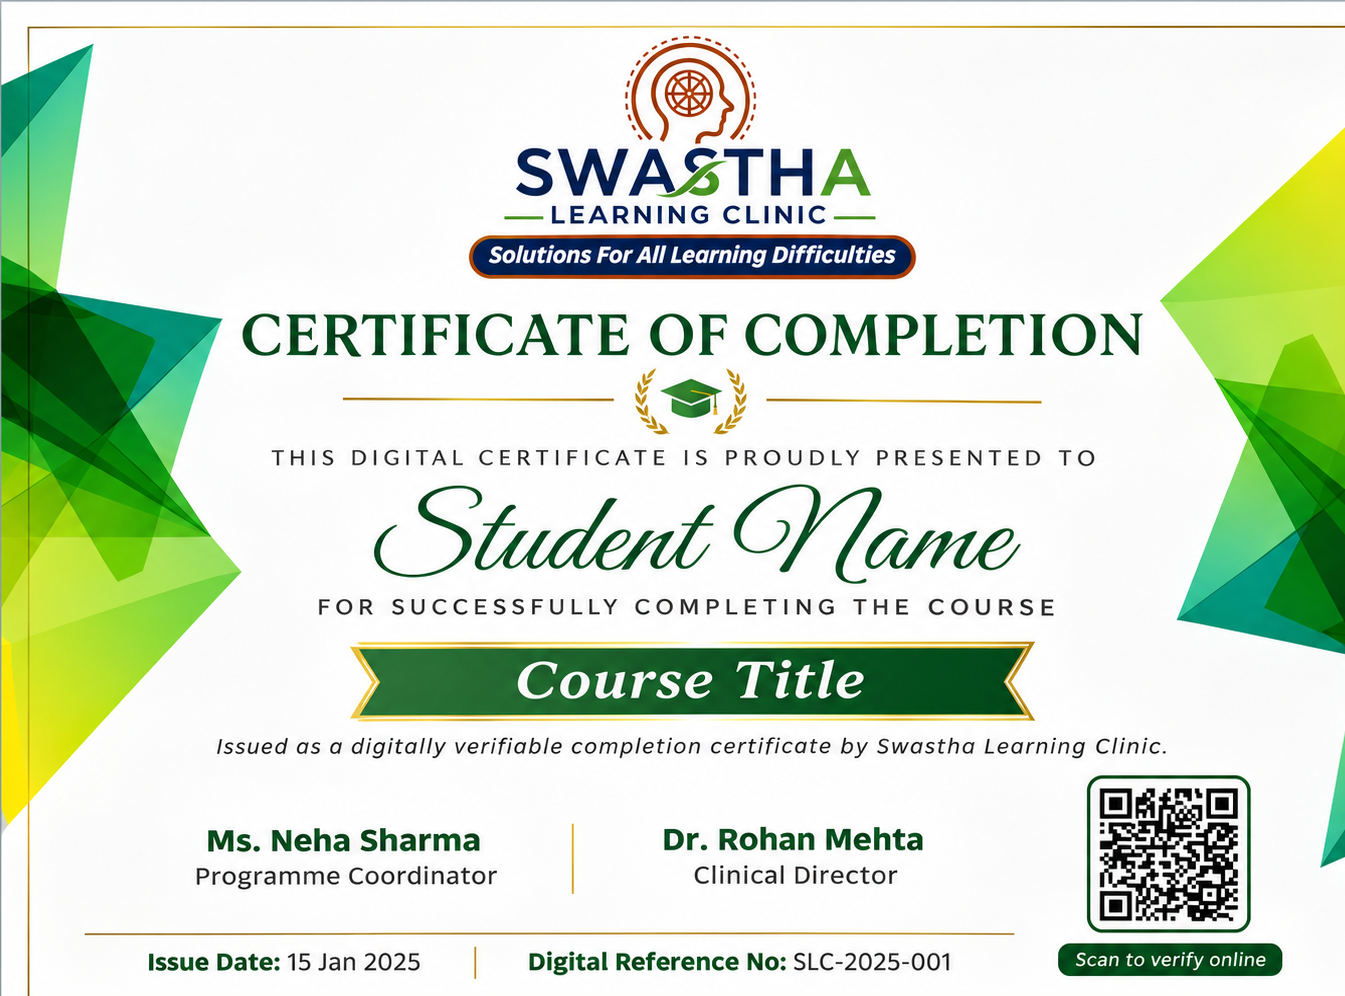 SWASTHA
LEARNING CLINIC
Solutions For All Learning Difficulties
CERTIFICATE OF COMPLETION
THIS DIGITAL CERTIFICATE IS PROUDLY PRESENTED TO
Student Name
FOR SUCCESSFULLY COMPLETING THE COURSE
Course Title
Issued as a digitally verifiable completion certificate by Swastha Learning Clinic.
Ms. Neha Sharma
Programme Coordinator
Dr. Rohan Mehta
Clinical Director
Issue Date: 15 Jan 2025
Digital Reference No: SLC-2025-001
Scan to verify online